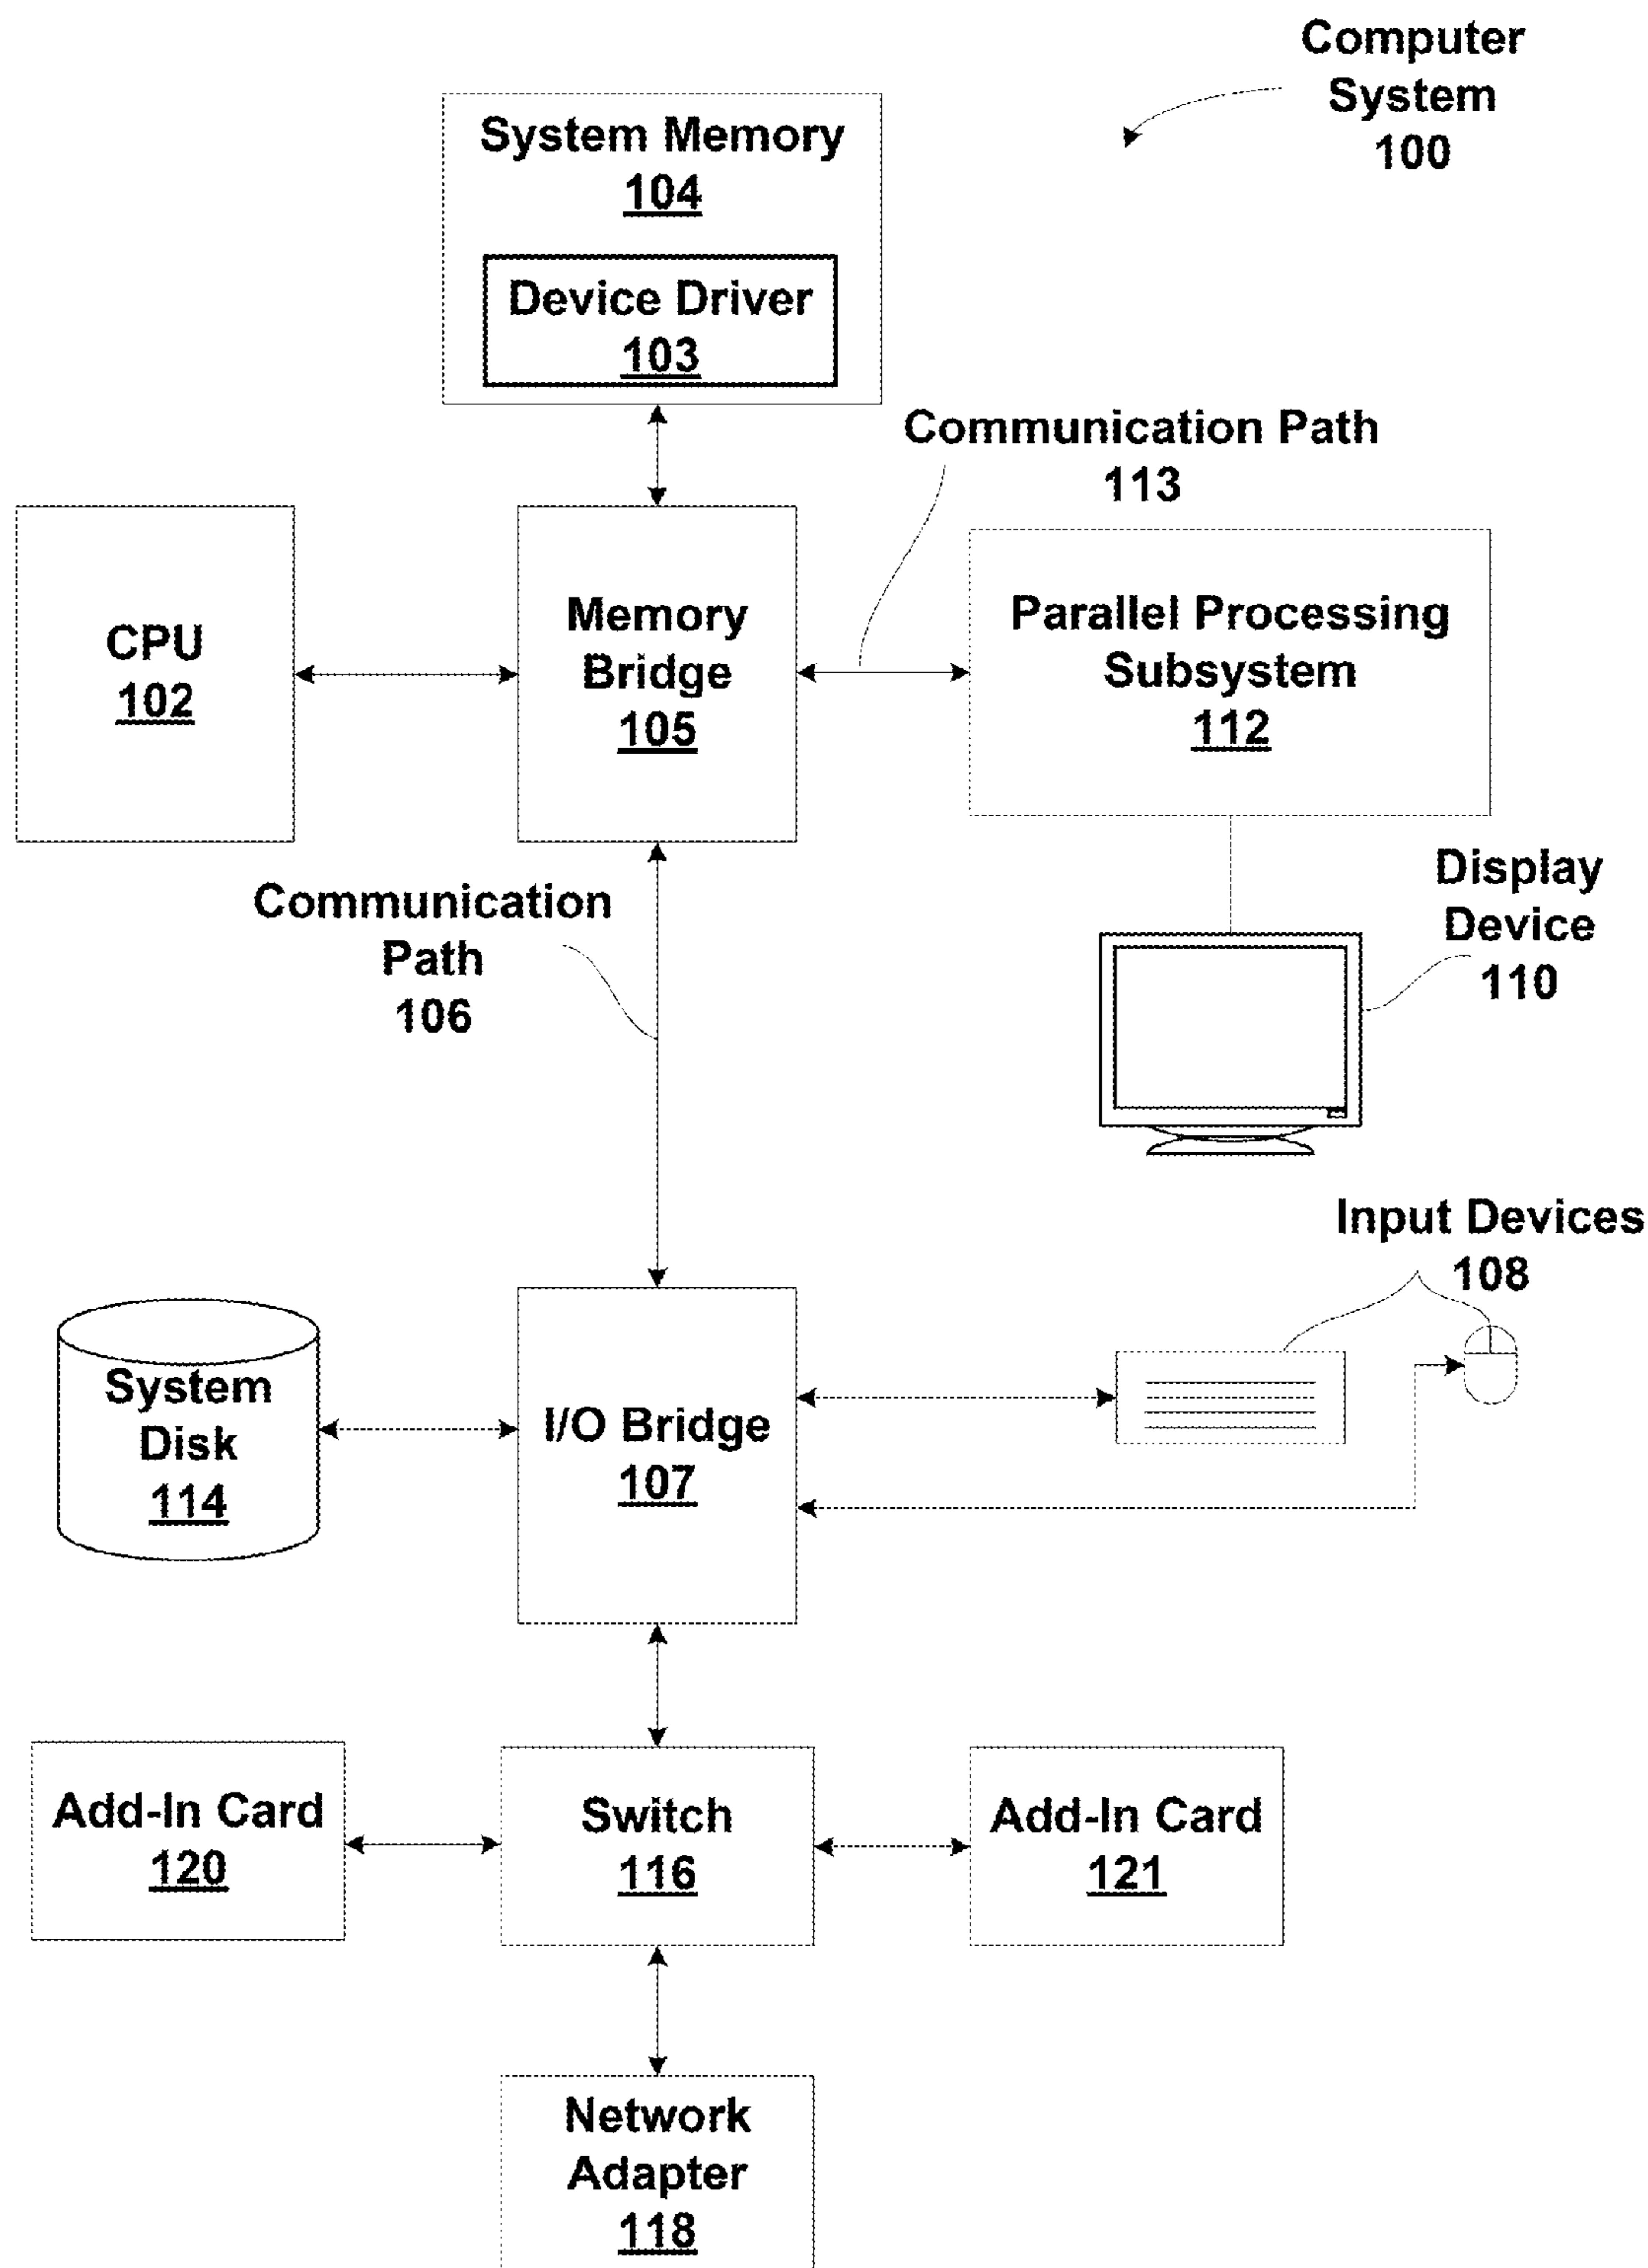 Computer
System
100
System Memory
104
Device Driver
103
Communication Path
113
CPU
102
Memory
Bridge
105
Parallel Processing
Subsystem
112
Communication
Path
106
Display
Device
110
Input Devices
108
System
Disk
114
I/O Bridge
107
Add-In Card
120
Switch
116
Add-In Card
121
Network
Adapter
118